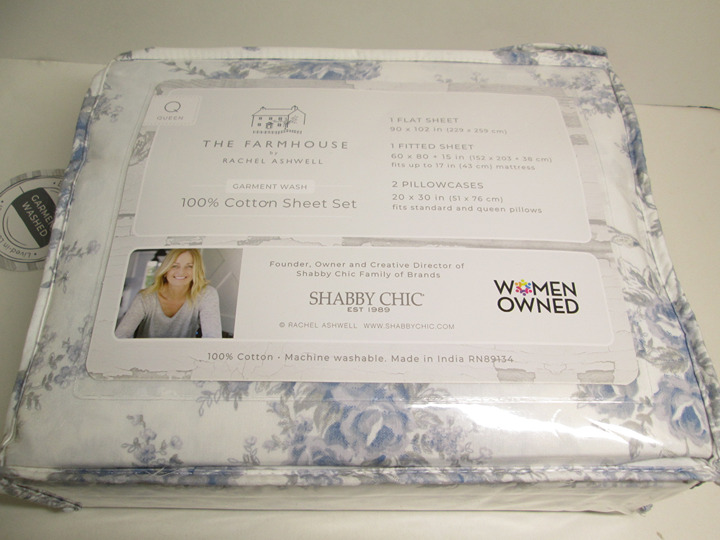 Q
QUEEN
THE FARMHOUSE
by
RACHEL ASHWELL
GARMENT WASH
100% Cotton Sheet Set
1 FLAT SHEET
90 x 102 in (229 x 259 cm)
1 FITTED SHEET
60 x 80 + 15 in (152 x 203 + 38 cm)
fits up to 17 in (43 cm) mattress
2 PILLOWCASES
20 x 30 in (51 x 76 cm)
fits standard and queen pillows
GARMENT
WASHED
Founder, Owner and Creative Director of
Shabby Chic Family of Brands
SHABBY CHIC®
EST 1989
© RACHEL ASHWELL WWW.SHABBYCHIC.COM
WOMEN
OWNED
100% Cotton • Machine washable. Made in India RN89134